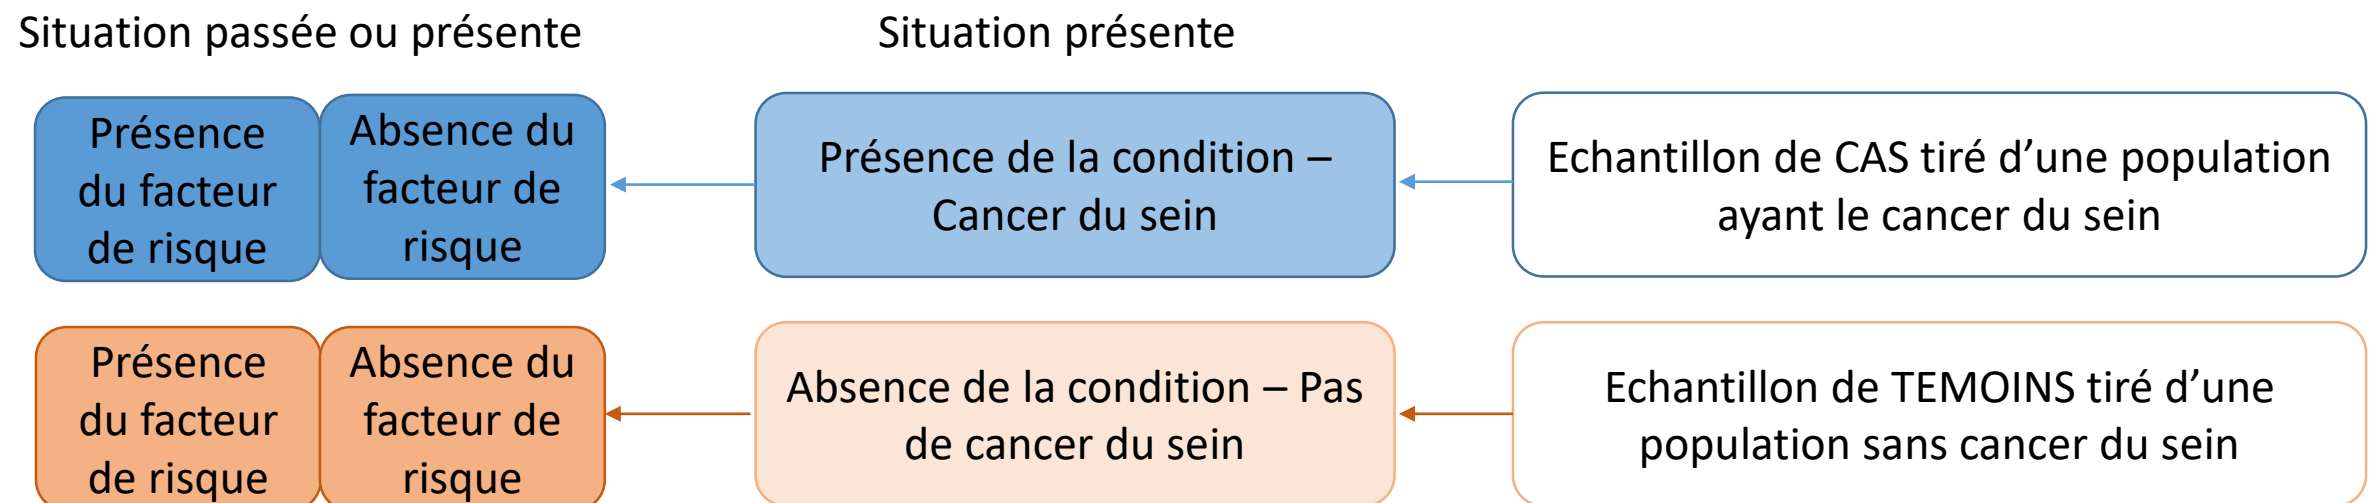 Situation passée ou présente
Situation présente
Présence
du facteur
de risque
Absence du
facteur de
risque
Présence de la condition –
Cancer du sein
Echantillon de CAS tiré d’une population
ayant le cancer du sein
Présence
du facteur
de risque
Absence du
facteur de
risque
Absence de la condition – Pas
de cancer du sein
Echantillon de TEMOINS tiré d’une
population sans cancer du sein